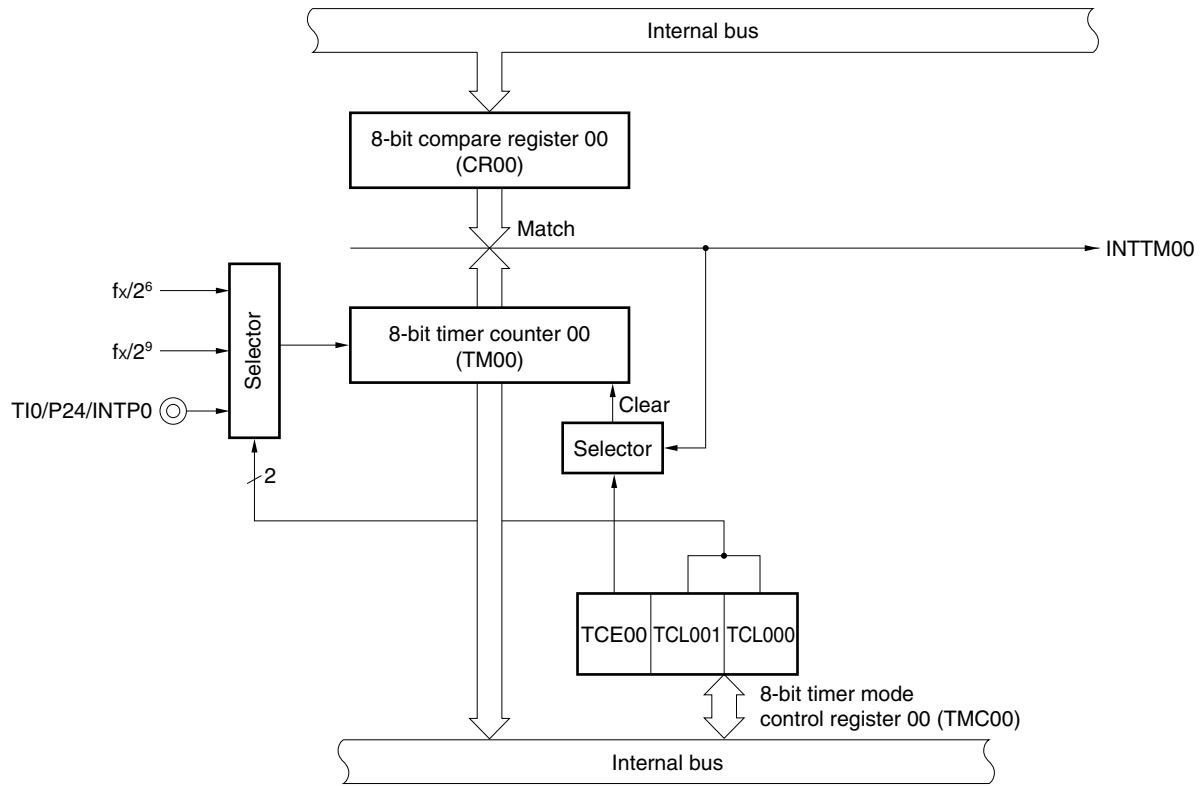 Internal bus
8-bit compare register 00
(CR00)
Match
INTTM00
fx/2⁶
fx/2⁹
TI0/P24/INTP0
Selector
8-bit timer counter 00
(TM00)
Clear
Selector
2
TCE00 TCL001 TCL000
8-bit timer mode
control register 00 (TMC00)
Internal bus